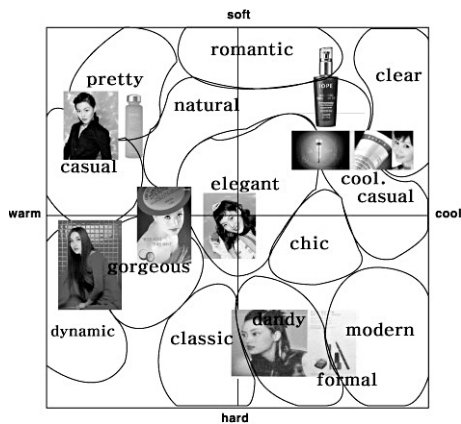 soft
romantic
pretty
clear
natural
IOPE
casual
elegant
cool.
casual
warm
cool
chic
gorgeous
dynamic
classic
dandy
modern
formal
hard